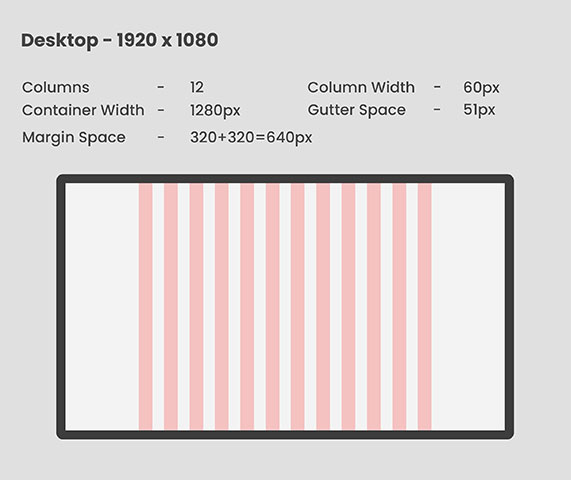 Desktop - 1920 x 1080
Columns - 12 Column Width - 60px
Container Width - 1280px Gutter Space - 51px
Margin Space - 320+320=640px